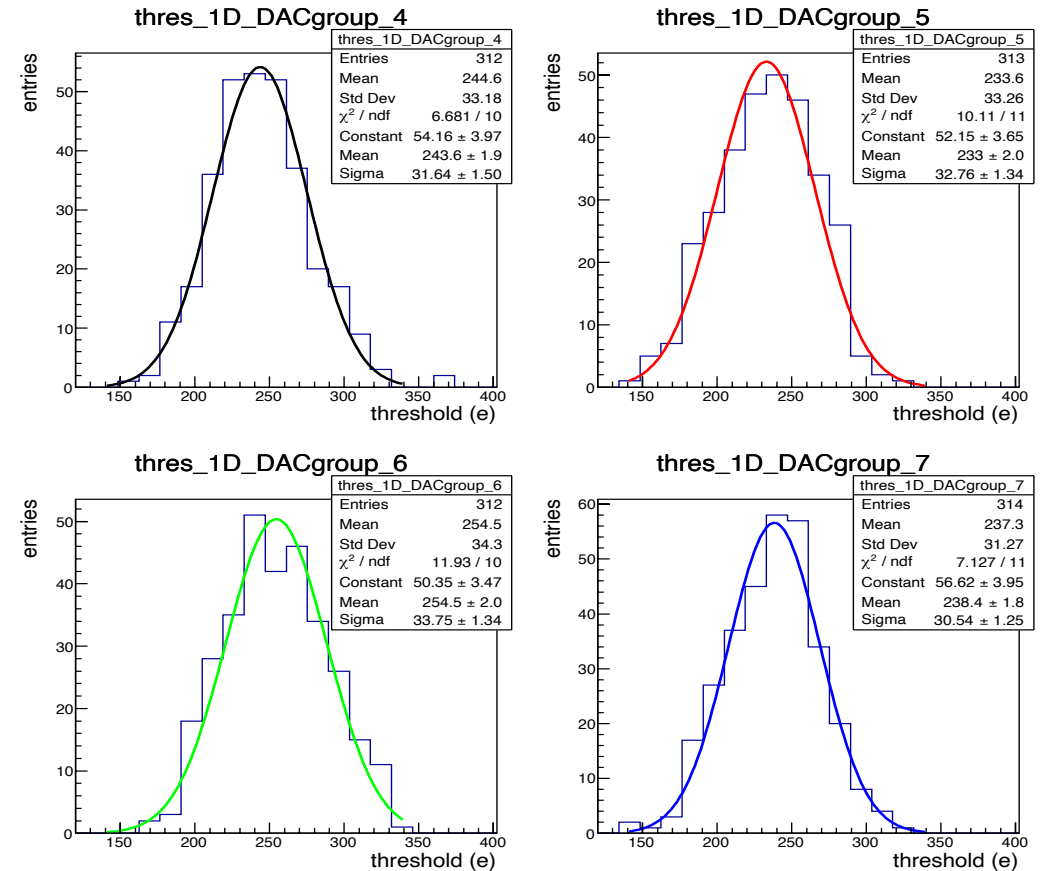 thres_1D_DACgroup_4
thres_1D_DACgroup_4
Entries 312
Mean 244.6
Std Dev 33.18
χ² / ndf 6.681 / 10
Constant 54.16 ± 3.97
Mean 243.6 ± 1.9
Sigma 31.64 ± 1.50
entries
50
40
30
20
10
0
150 200 250 300 350 400
threshold (e)
thres_1D_DACgroup_5
thres_1D_DACgroup_5
Entries 313
Mean 233.6
Std Dev 33.26
χ² / ndf 10.11 / 11
Constant 52.15 ± 3.65
Mean 233 ± 2.0
Sigma 32.76 ± 1.34
entries
50
40
30
20
10
0
150 200 250 300 350 400
threshold (e)
thres_1D_DACgroup_6
thres_1D_DACgroup_6
Entries 312
Mean 254.5
Std Dev 34.3
χ² / ndf 11.93 / 10
Constant 50.35 ± 3.47
Mean 254.5 ± 2.0
Sigma 33.75 ± 1.34
entries
50
40
30
20
10
0
150 200 250 300 350 400
threshold (e)
thres_1D_DACgroup_7
thres_1D_DACgroup_7
Entries 314
Mean 237.3
Std Dev 31.27
χ² / ndf 7.127 / 11
Constant 56.62 ± 3.95
Mean 238.4 ± 1.8
Sigma 30.54 ± 1.25
entries
60
50
40
30
20
10
0
150 200 250 300 350 400
threshold (e)